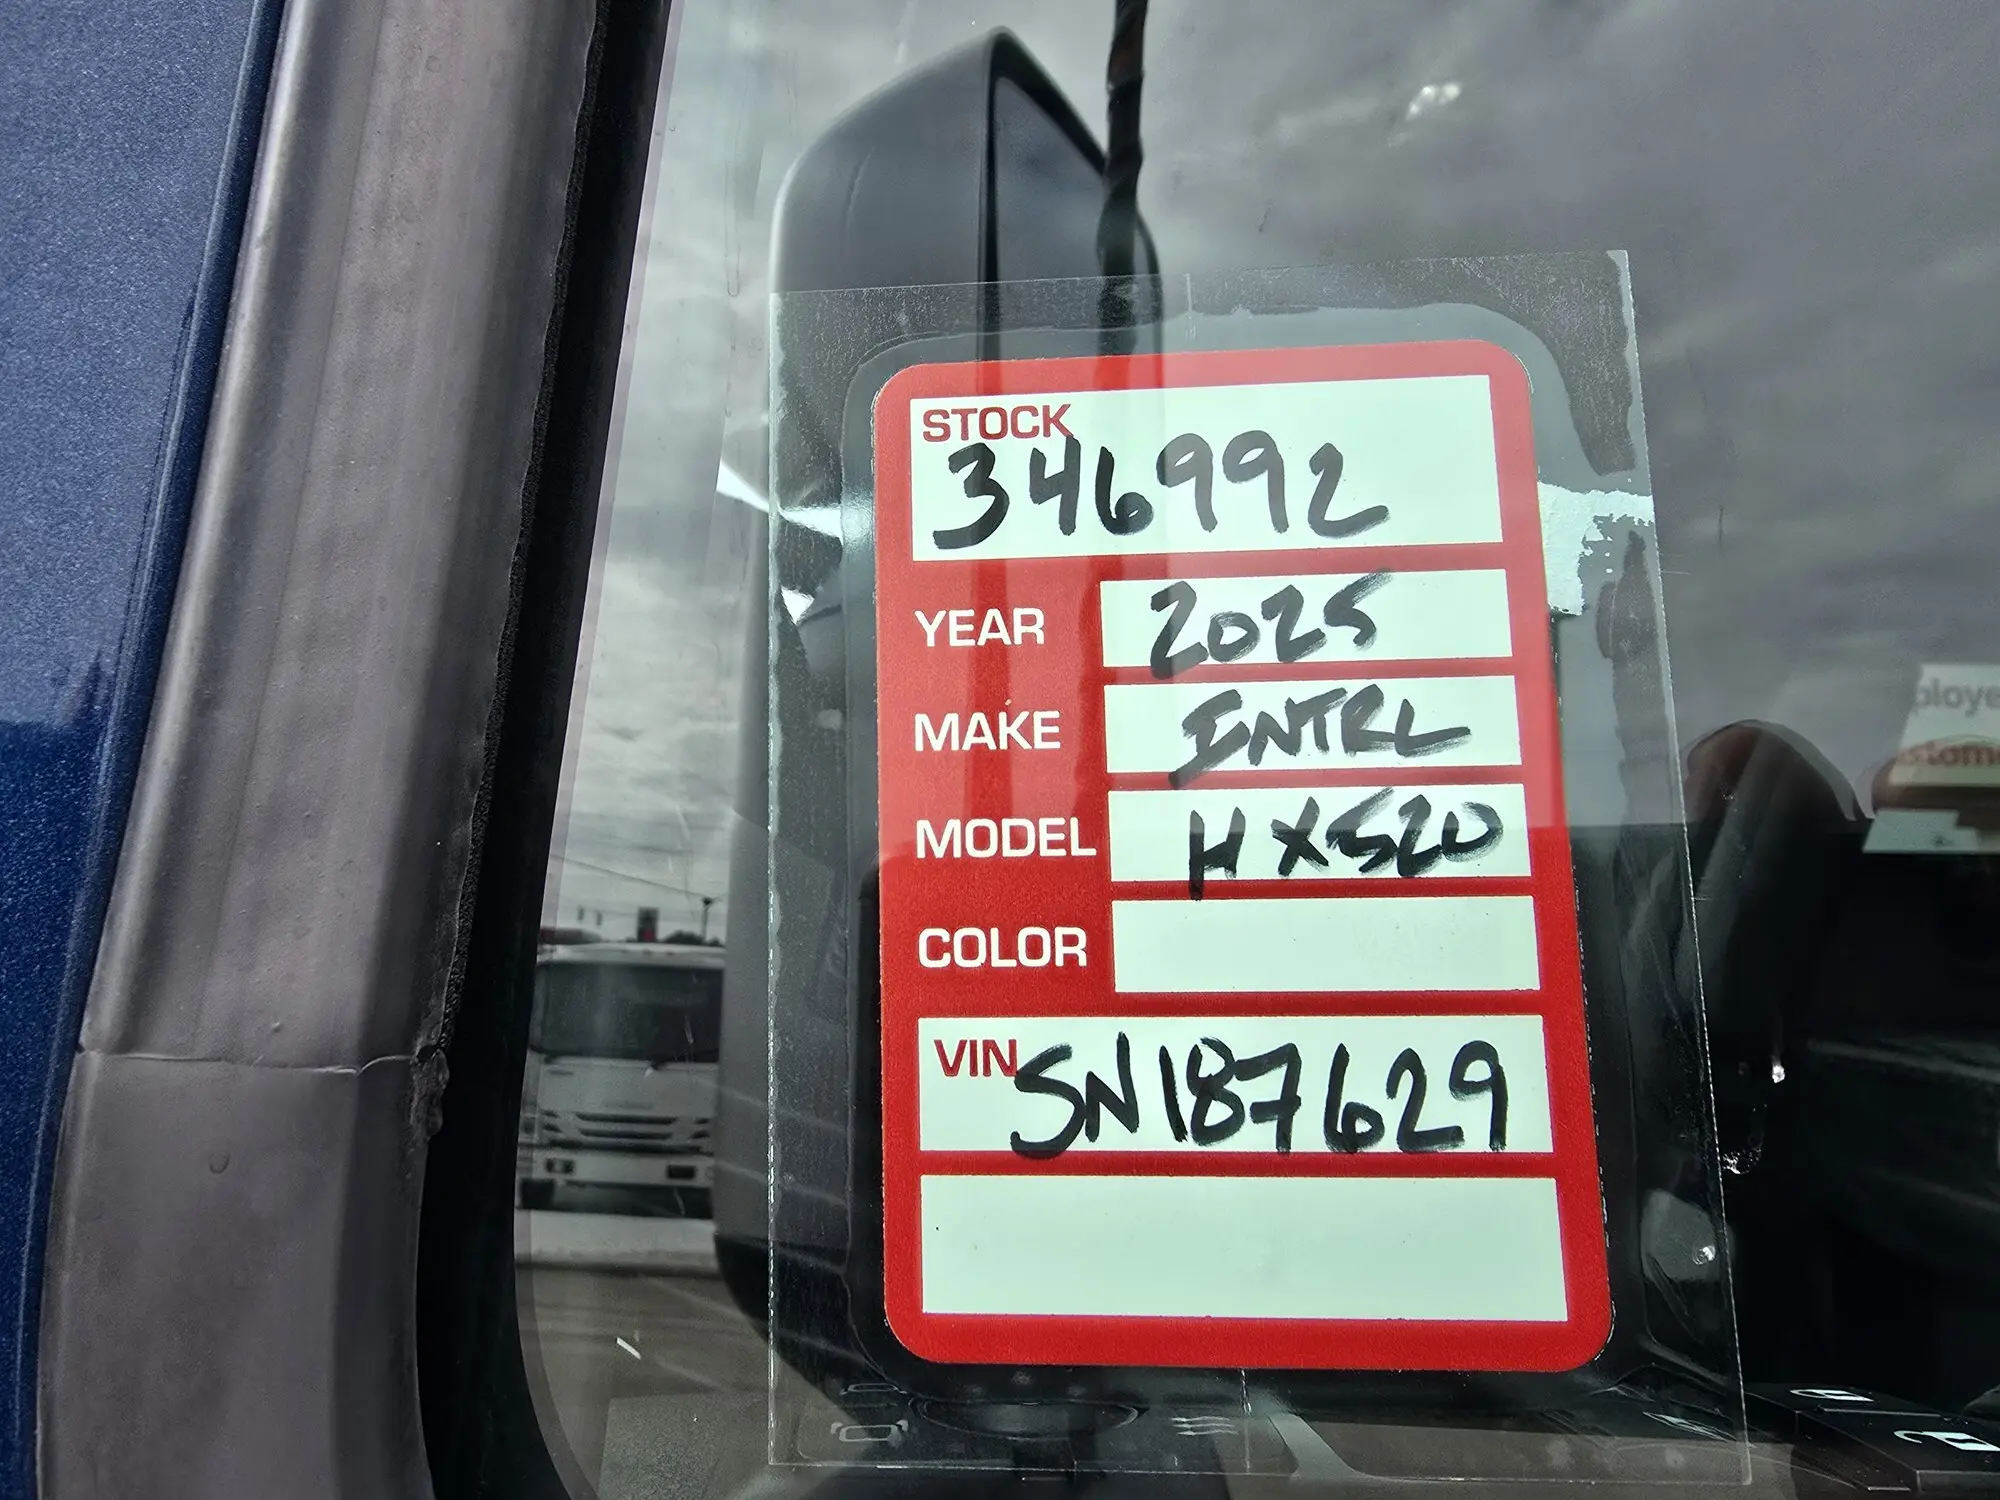 STOCK
346992
YEAR 2025
MAKE INTRL
MODEL HX520
COLOR
VIN SN187629